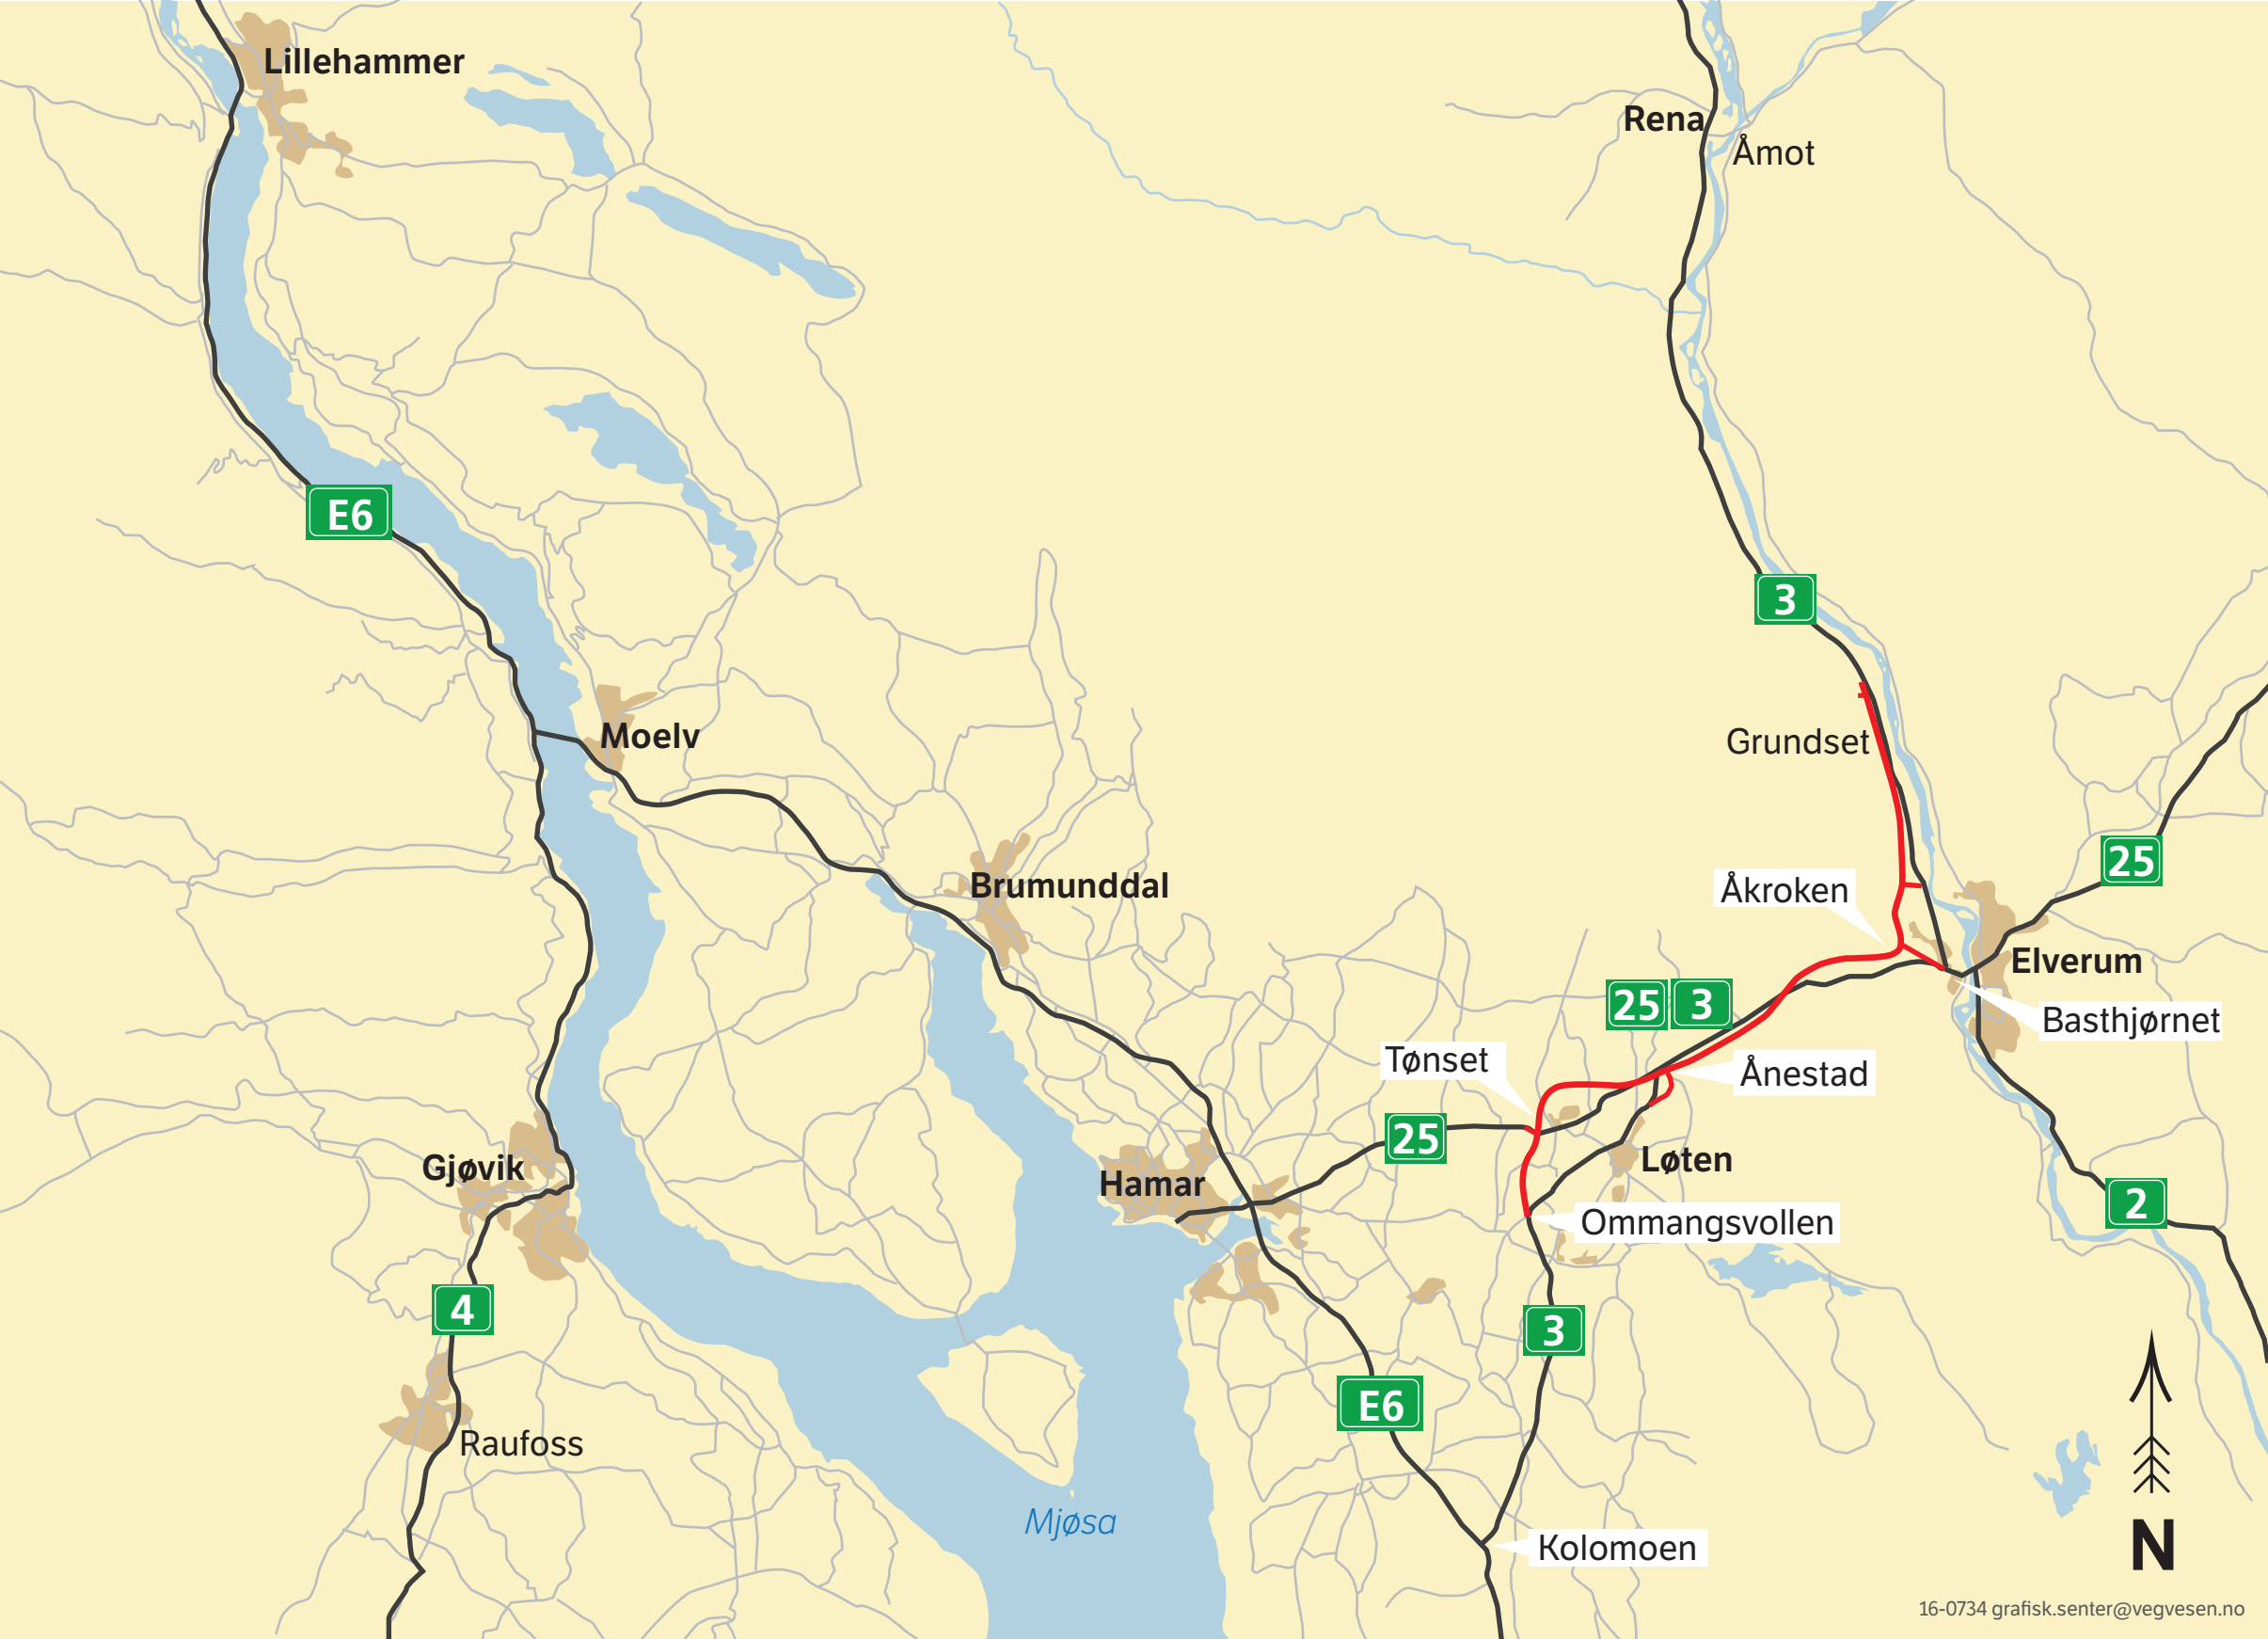 Lillehammer
Rena
Åmot
E6
3
Grundset
Moelv
25
Brumunddal
Åkroken
Elverum
25 3
Basthjørnet
Tønset
Ånestad
25
Løten
Gjøvik
Hamar
2
Ommangsvollen
4
3
E6
Raufoss
Mjøsa
Kolomoen
N
16-0734 grafisk.senter@vegvesen.no